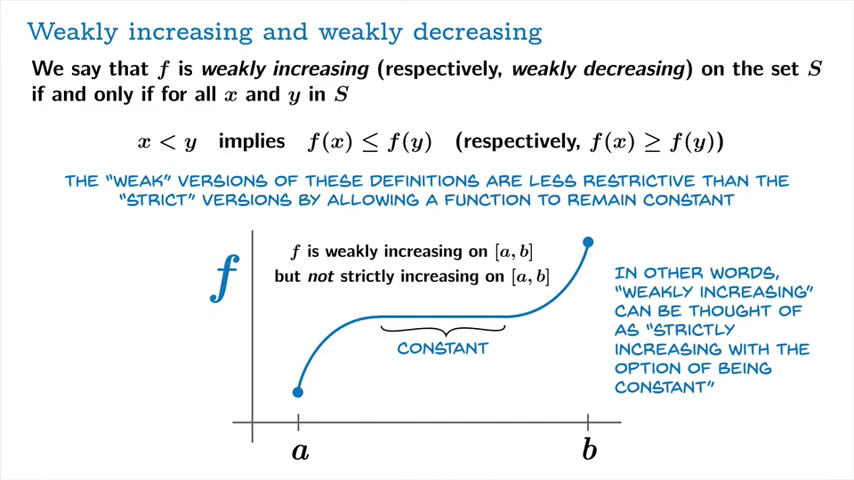 Weakly increasing and weakly decreasing
We say that f is weakly increasing (respectively, weakly decreasing) on the set S
if and only if for all x and y in S
x < y implies f(x) ≤ f(y) (respectively, f(x) ≥ f(y))
THE "WEAK" VERSIONS OF THESE DEFINITIONS ARE LESS RESTRICTIVE THAN THE
"STRICT" VERSIONS BY ALLOWING A FUNCTION TO REMAIN CONSTANT
f
f is weakly increasing on [a, b]
but not strictly increasing on [a, b]
CONSTANT
IN OTHER WORDS,
"WEAKLY INCREASING"
CAN BE THOUGHT OF
AS "STRICTLY
INCREASING WITH THE
OPTION OF BEING
CONSTANT"
a
b